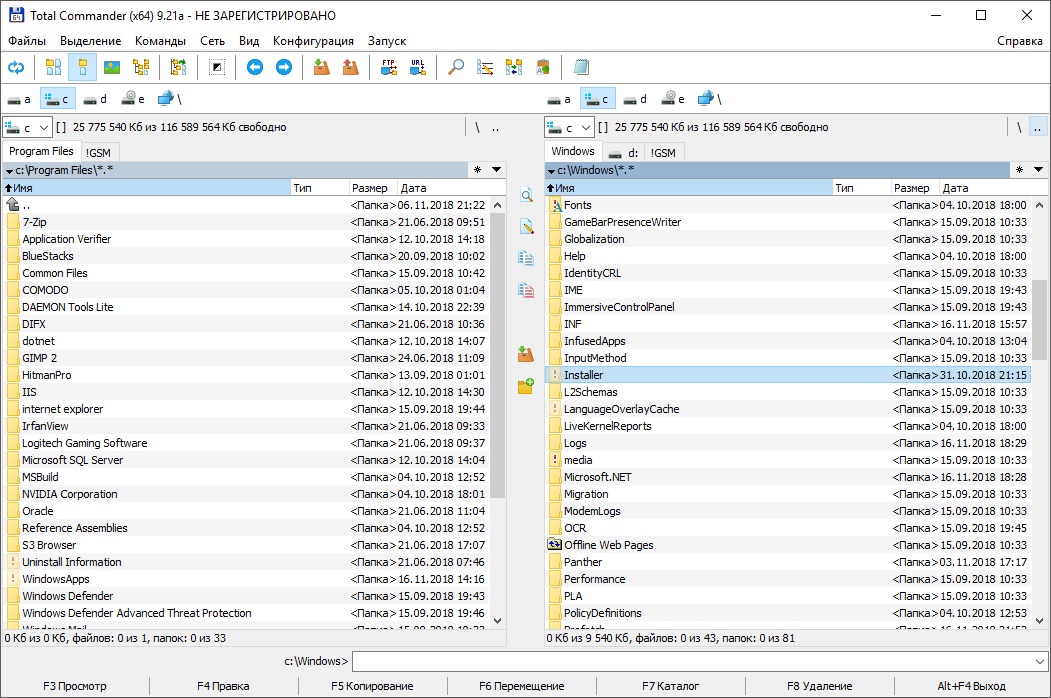 Total Commander (x64) 9.21a - НЕ ЗАРЕГИСТРИРОВАНО
Файлы Выделение Команды Сеть Вид Конфигурация Запуск Справка
FTP URL
a c d e \
a c d e \
c [] 25 775 540 Кб из 116 589 564 Кб свободно \ ..
c [] 25 775 540 Кб из 116 589 564 Кб свободно \ ..
Program Files !GSM
Windows d: !GSM
c:\Program Files\*.* *
c:\Windows\*.* *
Имя Тип Размер Дата
.. <Папка> 06.11.2018 21:22
7-Zip <Папка> 21.06.2018 09:51
Application Verifier <Папка> 12.10.2018 14:18
BlueStacks <Папка> 20.09.2018 10:02
Common Files <Папка> 15.09.2018 10:42
COMODO <Папка> 05.10.2018 01:04
DAEMON Tools Lite <Папка> 14.10.2018 22:39
DIFX <Папка> 21.06.2018 10:36
dotnet <Папка> 12.10.2018 14:07
GIMP 2 <Папка> 24.06.2018 11:09
HitmanPro <Папка> 13.09.2018 01:01
IIS <Папка> 12.10.2018 14:30
internet explorer <Папка> 15.09.2018 19:44
IrfanView <Папка> 21.06.2018 09:33
Logitech Gaming Software <Папка> 21.06.2018 09:37
Microsoft SQL Server <Папка> 12.10.2018 14:04
MSBuild <Папка> 04.10.2018 12:52
NVIDIA Corporation <Папка> 04.10.2018 18:01
Oracle <Папка> 21.06.2018 11:04
Reference Assemblies <Папка> 04.10.2018 12:52
S3 Browser <Папка> 21.06.2018 17:07
Uninstall Information <Папка> 21.06.2018 07:46
WindowsApps <Папка> 16.11.2018 14:16
Windows Defender <Папка> 15.09.2018 19:43
Windows Defender Advanced Threat Protection <Папка> 15.09.2018 19:46
0 Кб из 0 Кб, файлов: 0 из 1, папок: 0 из 33
Имя Тип Размер Дата
Fonts <Папка> 04.10.2018 18:00
GameBarPresenceWriter <Папка> 15.09.2018 10:33
Globalization <Папка> 15.09.2018 10:33
Help <Папка> 04.10.2018 18:00
IdentityCRL <Папка> 15.09.2018 10:33
IME <Папка> 15.09.2018 19:43
ImmersiveControlPanel <Папка> 15.09.2018 19:43
INF <Папка> 16.11.2018 15:57
InfusedApps <Папка> 04.10.2018 13:04
InputMethod <Папка> 15.09.2018 10:33
Installer <Папка> 31.10.2018 21:15
L2Schemas <Папка> 15.09.2018 10:33
LanguageOverlayCache <Папка> 15.09.2018 10:33
LiveKernelReports <Папка> 04.10.2018 18:00
Logs <Папка> 16.11.2018 18:29
media <Папка> 15.09.2018 10:33
Microsoft.NET <Папка> 16.11.2018 18:28
Migration <Папка> 15.09.2018 10:33
ModemLogs <Папка> 15.09.2018 10:33
OCR <Папка> 15.09.2018 19:45
Offline Web Pages <Папка> 15.09.2018 10:33
Panther <Папка> 03.11.2018 17:17
Performance <Папка> 15.09.2018 10:33
PLA <Папка> 15.09.2018 10:33
PolicyDefinitions <Папка> 04.10.2018 12:53
0 Кб из 9 540 Кб, файлов: 0 из 43, папок: 0 из 81
c:\Windows>
F3 Просмотр F4 Правка F5 Копирование F6 Перемещение F7 Каталог F8 Удаление Alt+F4 Выход